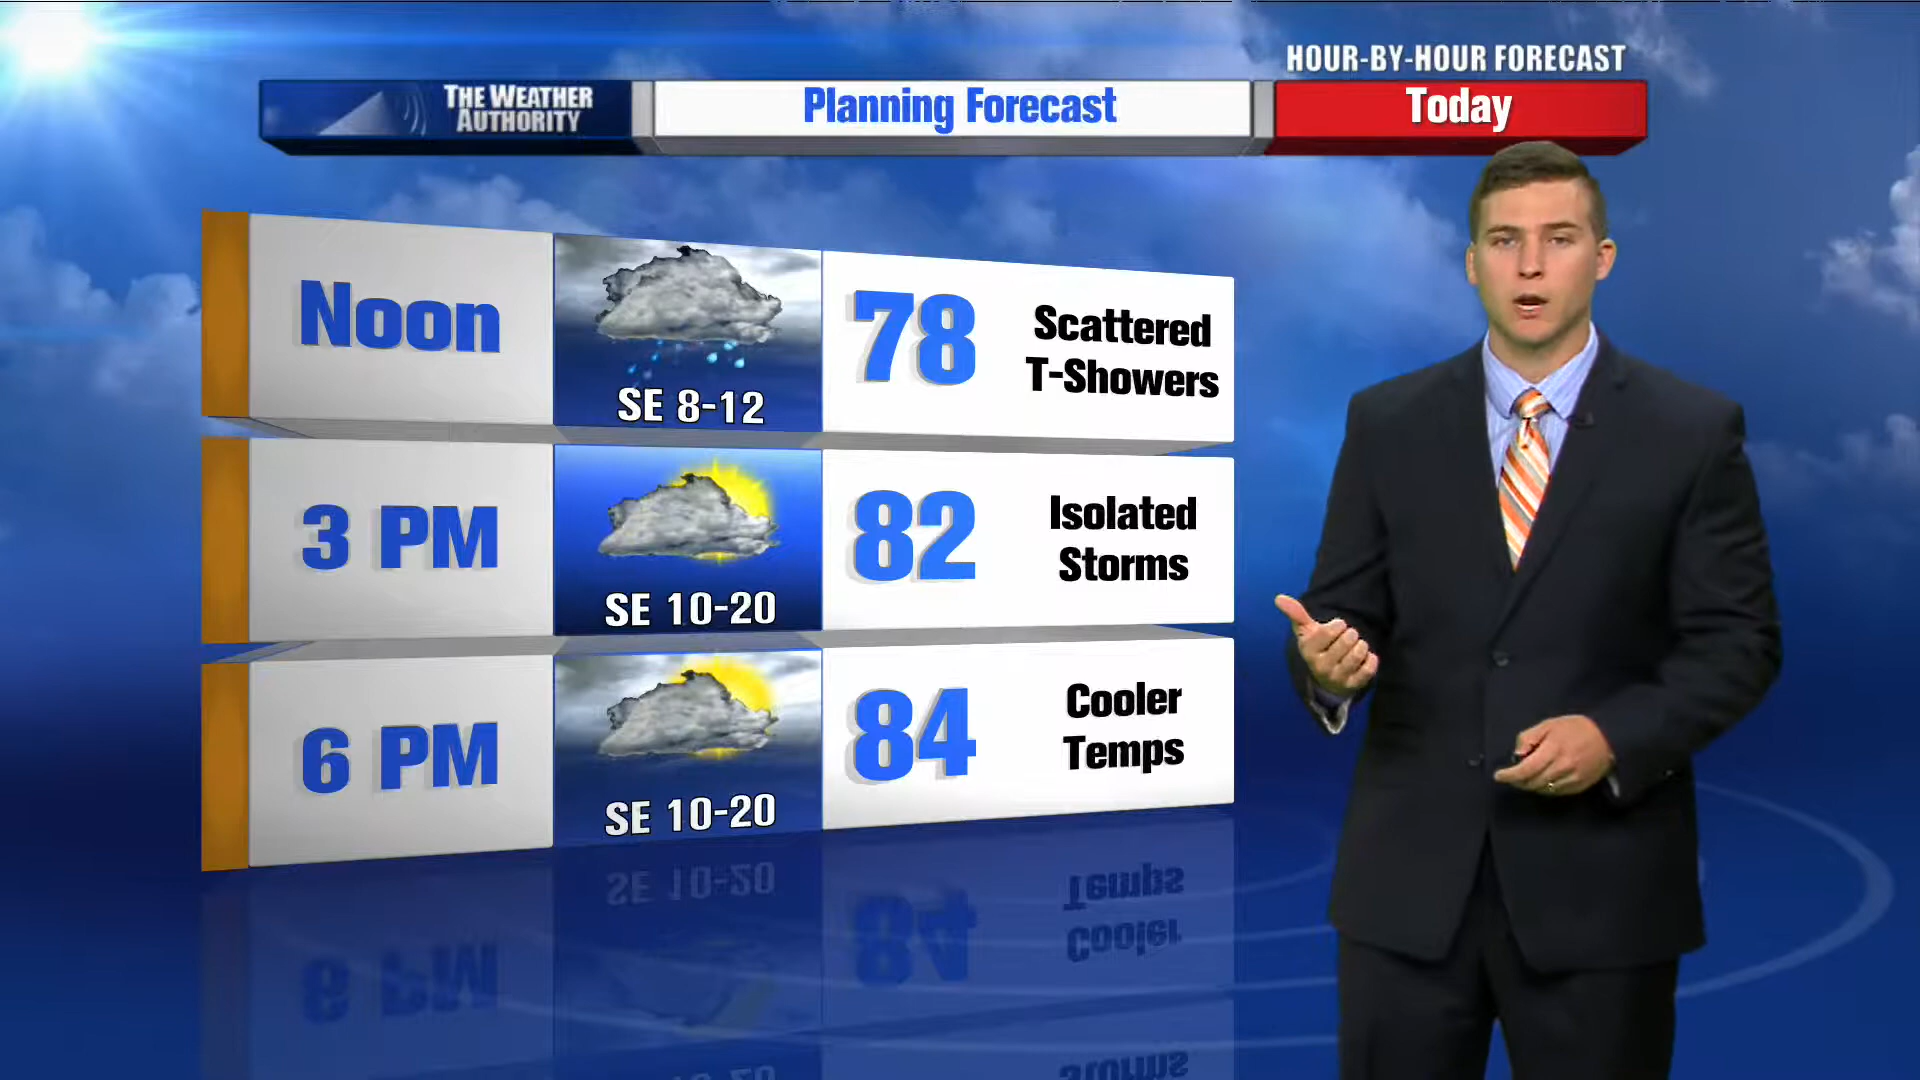 HOUR-BY-HOUR FORECAST
THE WEATHER
AUTHORITY
Planning Forecast
Today
Noon
SE 8-12
78
Scattered
T-Showers
3 PM
SE 10-20
82
Isolated
Storms
6 PM
SE 10-20
84
Cooler
Temps